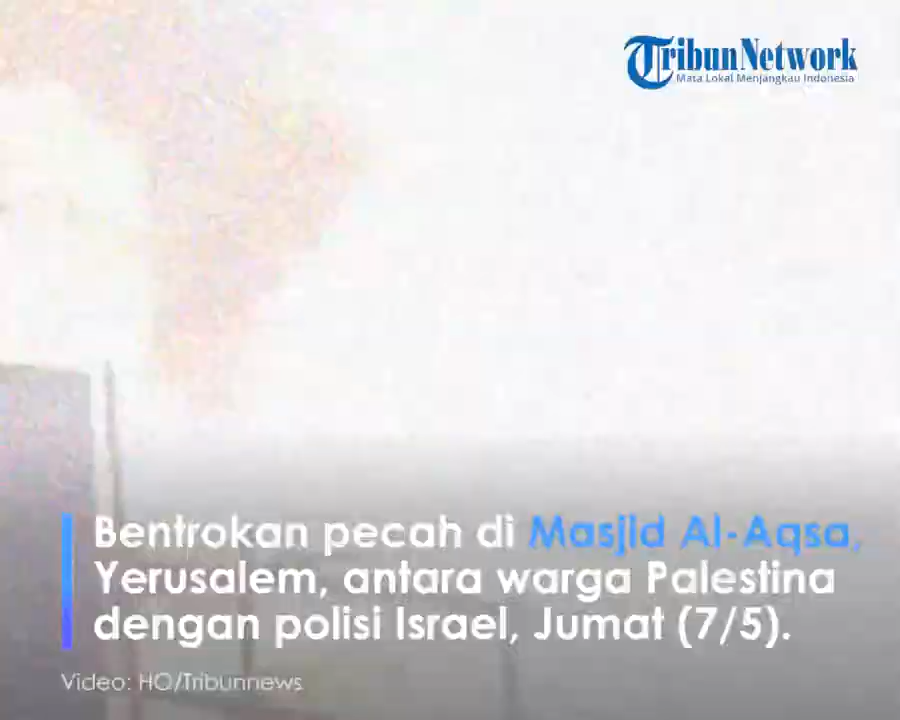 TribunNetwork
Mata Lokal Menjangkau Indonesia
Bentrokan pecah di Masjid Al-Aqsa,
Yerusalem, antara warga Palestina
dengan polisi Israel, Jumat (7/5).
Video: HO/Tribunnews